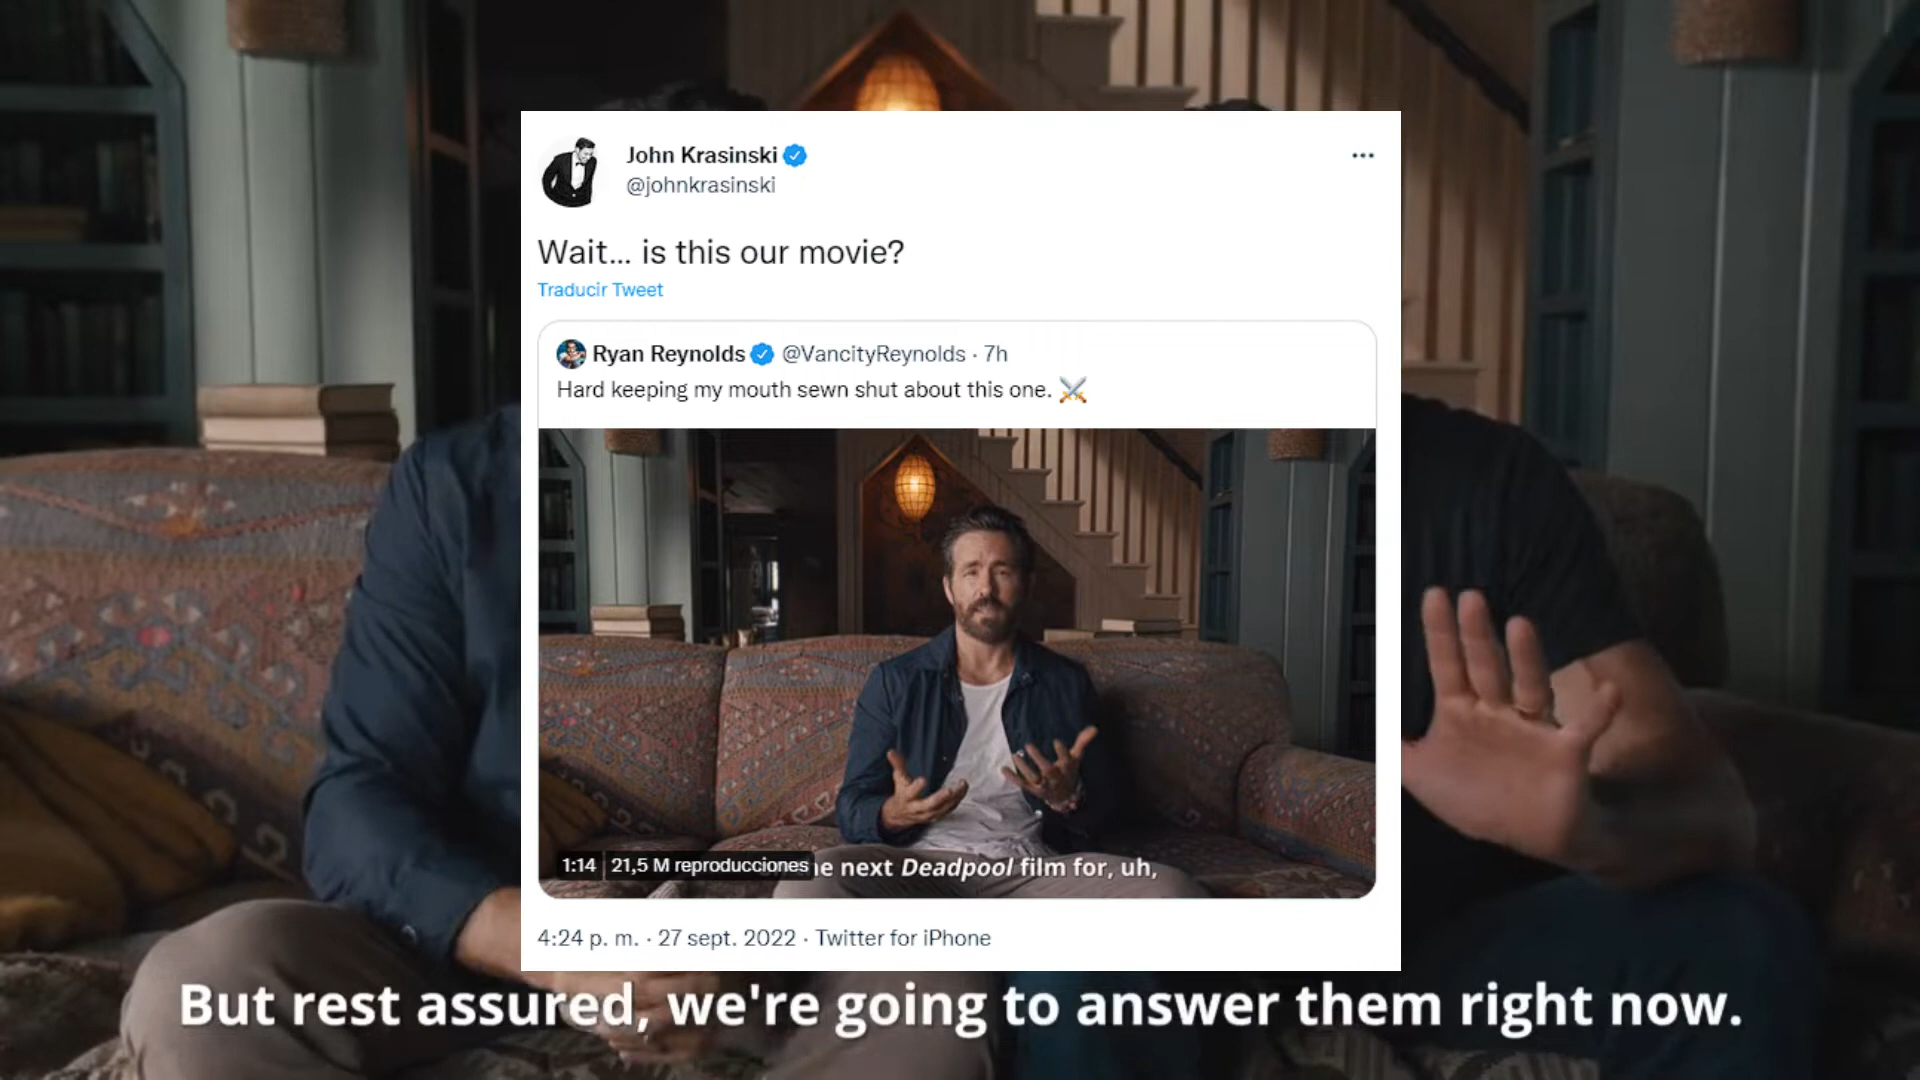 John Krasinski
@johnkrasinski
Wait... is this our movie?
Traducir Tweet
Ryan Reynolds @VancityReynolds · 7h
Hard keeping my mouth sewn shut about this one.
1:14 21,5 M reproducciones
next Deadpool film for, uh,
4:24 p. m. · 27 sept. 2022 · Twitter for iPhone
But rest assured, we're going to answer them right now.